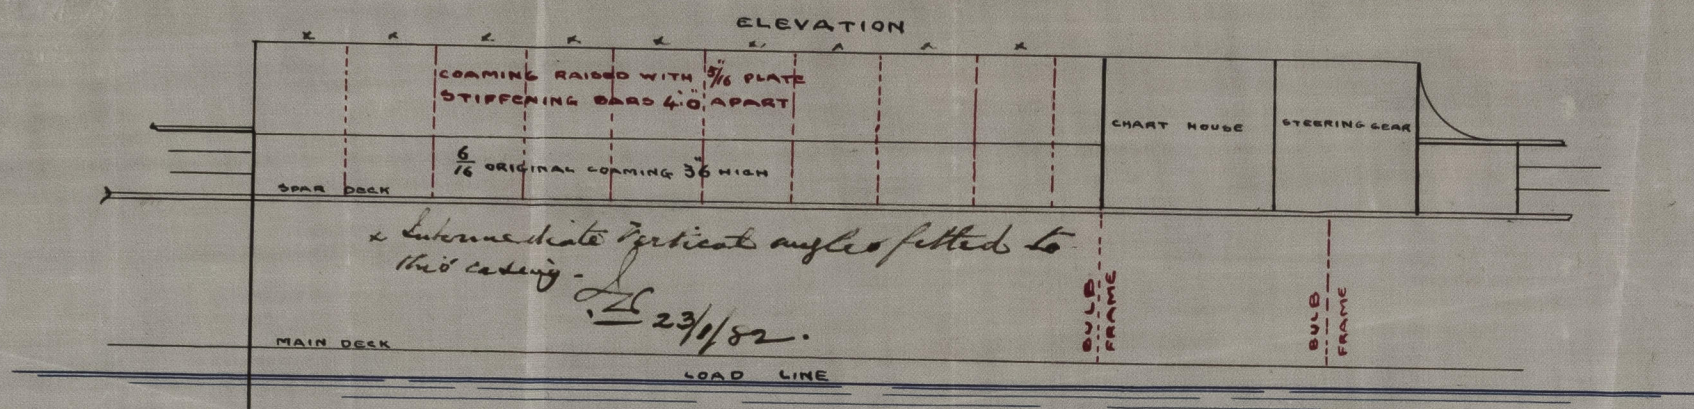 ELEVATION
x x x x x x x x x
COAMING RAISED WITH 5/16" PLATE
STIFFENING BARS 4'.0" APART
CHART HOUSE
STEERING GEAR
6/16 ORIGINAL COAMING 3'6" HIGH
SPAR DECK
x Intermediate Vertical angles fitted to
this casing -
23/1/82.
BULB
FRAME
BULB
FRAME
MAIN DECK
LOAD LINE